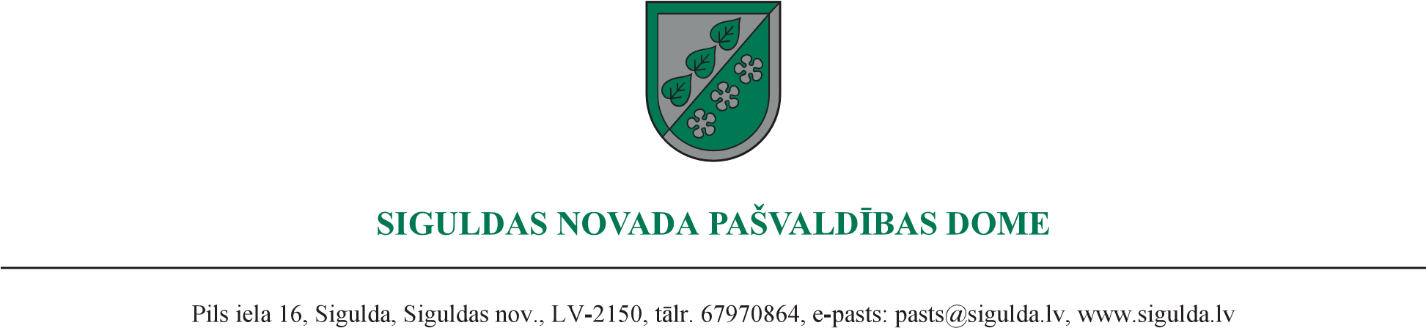 SIGULDAS NOVADA PAŠVALDĪBAS DOME
Pils iela 16, Sigulda, Siguldas nov., LV-2150, tālr. 67970864, e-pasts: pasts@sigulda.lv, www.sigulda.lv